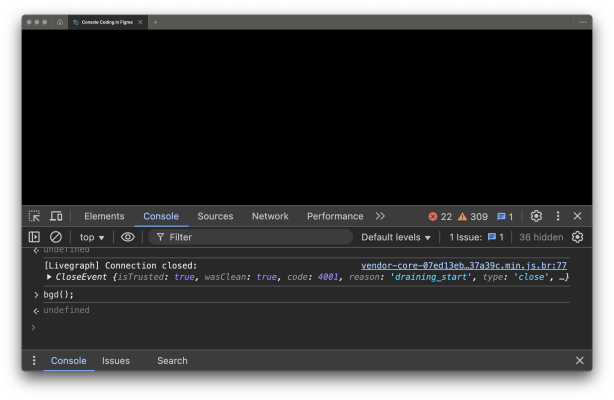 Console Coding in Figma
Elements Console Sources Network Performance 22 309 1
top Filter Default levels 1 Issue: 1 36 hidden
undefined
[Livegraph] Connection closed: vendor-core-07ed13eb…37a39c.min.js.br:77
CloseEvent {isTrusted: true, wasClean: true, code: 4001, reason: 'draining_start', type: 'close', …}
bgd();
undefined
Console Issues Search